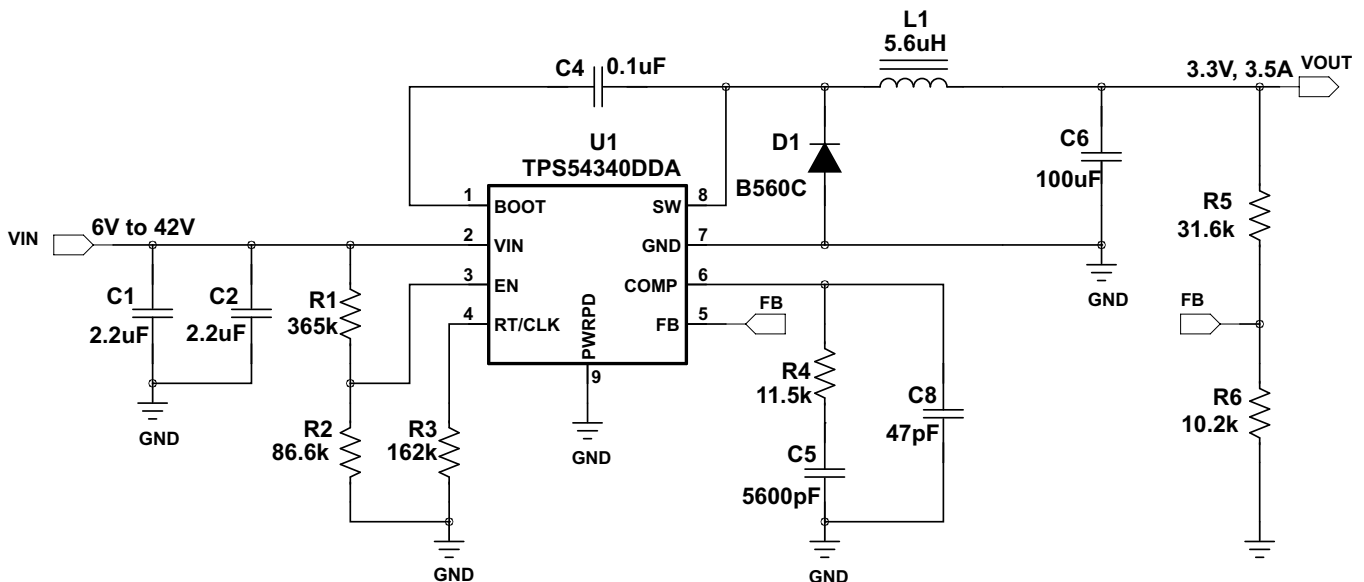 L1
5.6uH
C4
0.1uF
3.3V, 3.5A
VOUT
U1
TPS54340DDA
D1
B560C
C6
100uF
1
BOOT
SW
8
R5
31.6k
VIN
6V to 42V
2
VIN
GND
7
C1
2.2uF
C2
2.2uF
R1
365k
3
EN
COMP
6
GND
4
RT/CLK
PWRPD
FB
5
FB
FB
9
R4
11.5k
C8
47pF
R6
10.2k
GND
R2
86.6k
R3
162k
GND
C5
5600pF
GND
GND